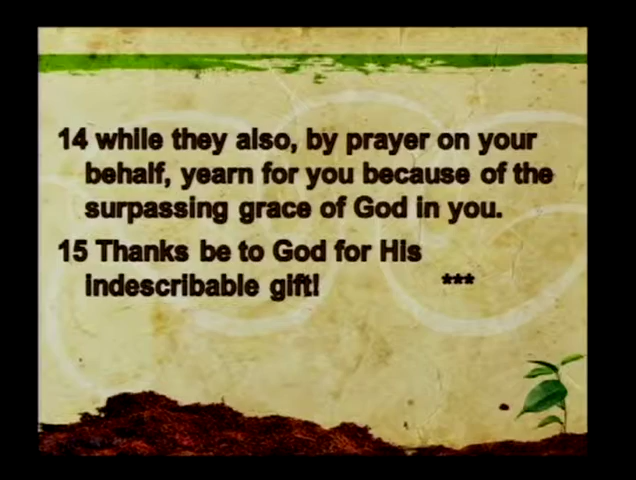 14 while they also, by prayer on your
behalf, yearn for you because of the
surpassing grace of God in you.
15 Thanks be to God for His
indescribable gift! ***